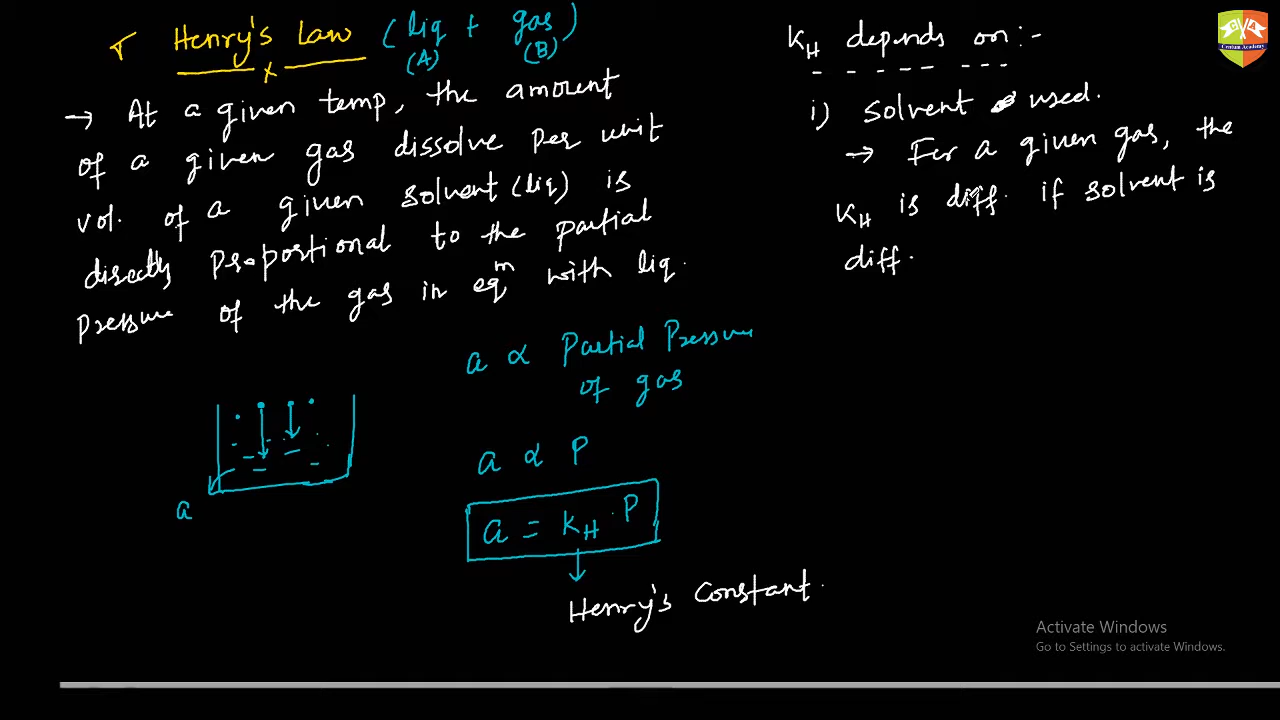 Henry's Law (liq + gas)
(A) (B)
→ At a given temp, the amount
of a given gas dissolve per unit
vol. of a given solvent (liq) is
directly proportional to the partial
pressure of the gas in eqm with liq.
a ∝ Partial Pressure
of gas
a ∝ P
a = KH · P
Henry's Constant.
a
KH depends on :-
i) Solvent used.
→ For a given gas, the
KH is diff. if solvent is
diff.
CA
Centum Academy
Activate Windows
Go to Settings to activate Windows.